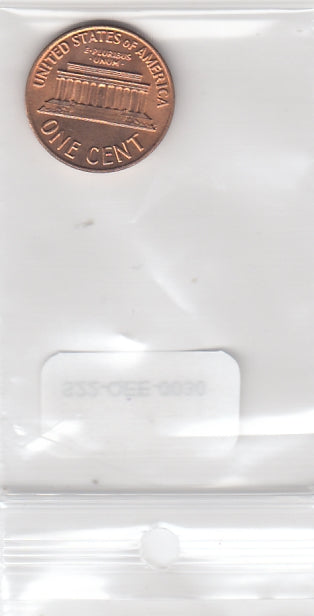 UNITED STATES OF AMERICA
E·PLURIBUS
·UNUM·
ONE CENT